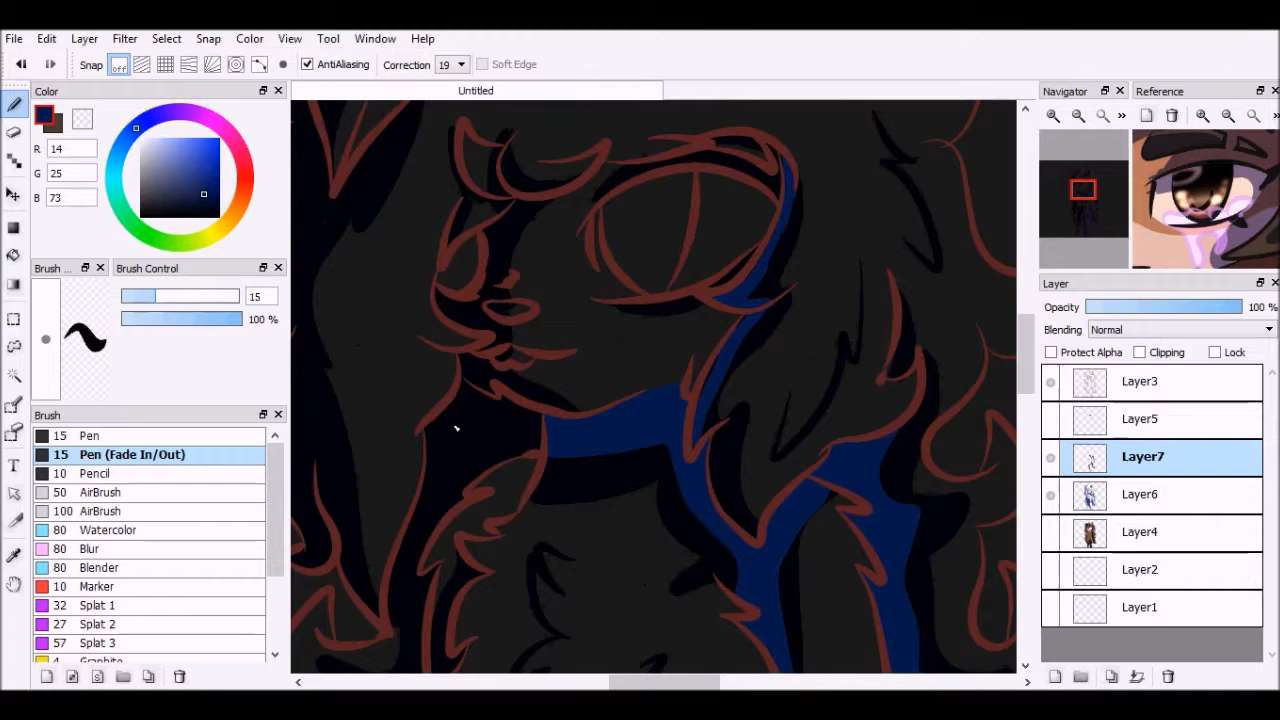 File Edit Layer Filter Select Snap Color View Tool Window Help
Snap off AntiAliasing Correction 19 Soft Edge
Color
Untitled
Navigator
Reference
R 14
G 25
B 73
Brush ...
Brush Control
15
100 %
Layer
Opacity 100 %
Blending Normal
Protect Alpha Clipping Lock
Brush
15 Pen
15 Pen (Fade In/Out)
10 Pencil
50 AirBrush
100 AirBrush
80 Watercolor
80 Blur
80 Blender
10 Marker
32 Splat 1
27 Splat 2
57 Splat 3
4 Graphite
Layer3
Layer5
Layer7
Layer6
Layer4
Layer2
Layer1